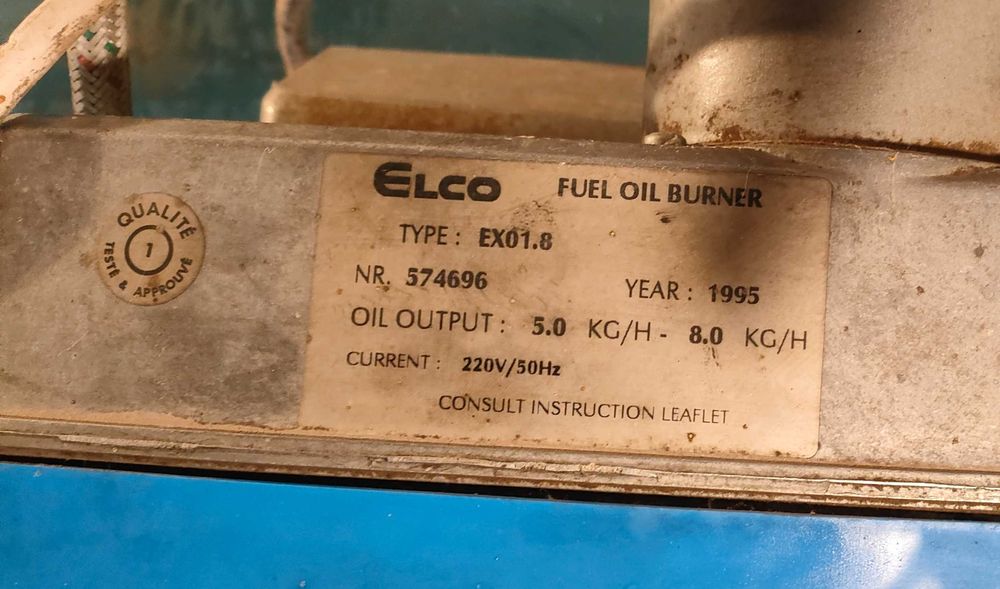 QUALITÉ
1
TESTÉ & APPROUVÉ
ELCO FUEL OIL BURNER
TYPE : EX01.8
NR. 574696 YEAR : 1995
OIL OUTPUT : 5.0 KG/H - 8.0 KG/H
CURRENT : 220V/50Hz
CONSULT INSTRUCTION LEAFLET